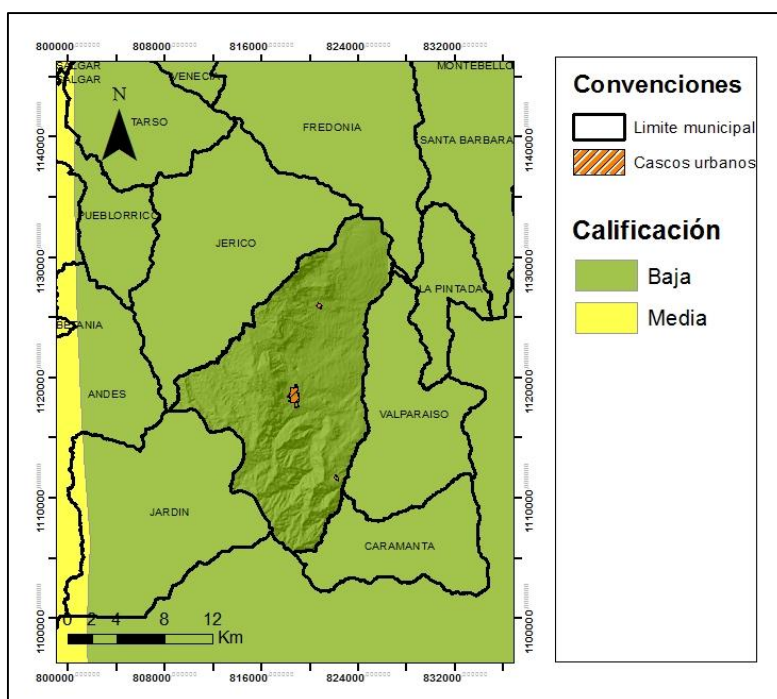 800000 808000 816000 824000 832000
SALGAR
SALGAR
VENECIA
MONTEBELLO
N
TARSO
FREDONIA
SANTA BARBARA
PUEBLORRICO
JERICO
LA PINTADA
BETANIA
ANDES
VALPARAISO
JARDIN
CARAMANTA
0 2 4 8 12
Km
1140000
1130000
1120000
1110000
1100000
1140000
1130000
1120000
1110000
1100000
800000 808000 816000 824000 832000
Convenciones
Limite municipal
Cascos urbanos
Calificación
Baja
Media